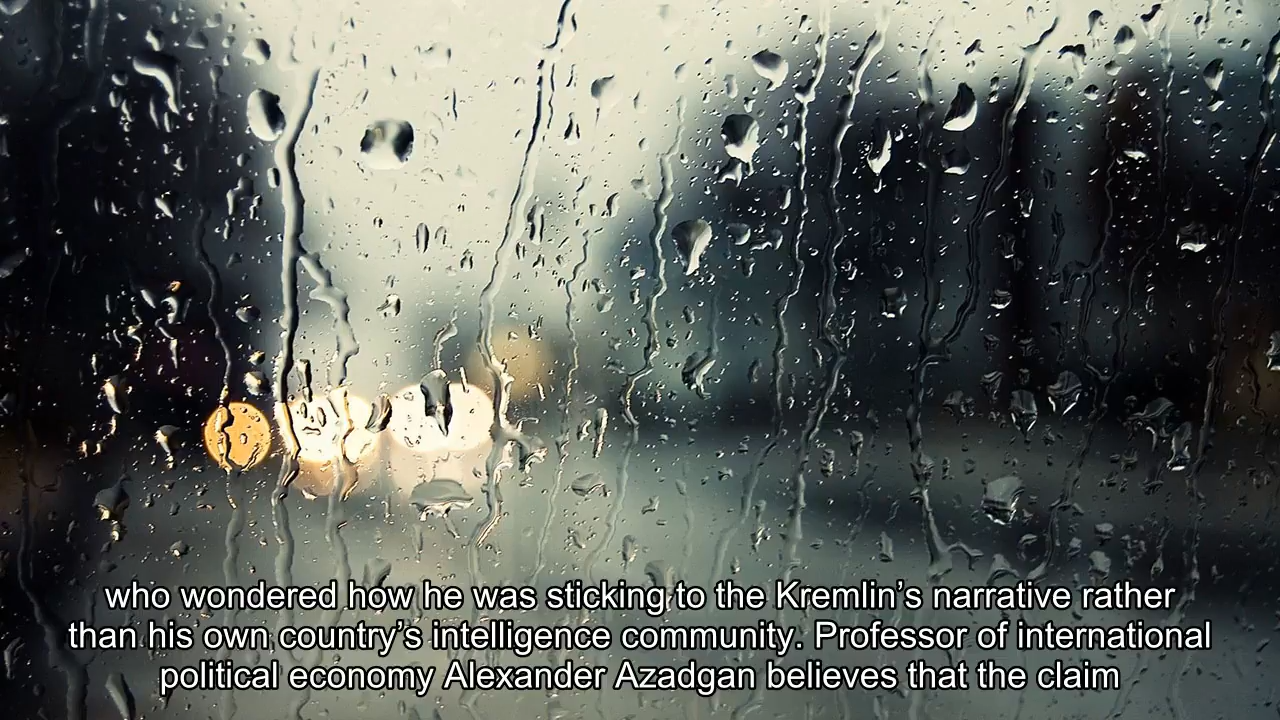 who wondered how he was sticking to the Kremlin’s narrative rather
than his own country’s intelligence community. Professor of international
political economy Alexander Azadgan believes that the claim